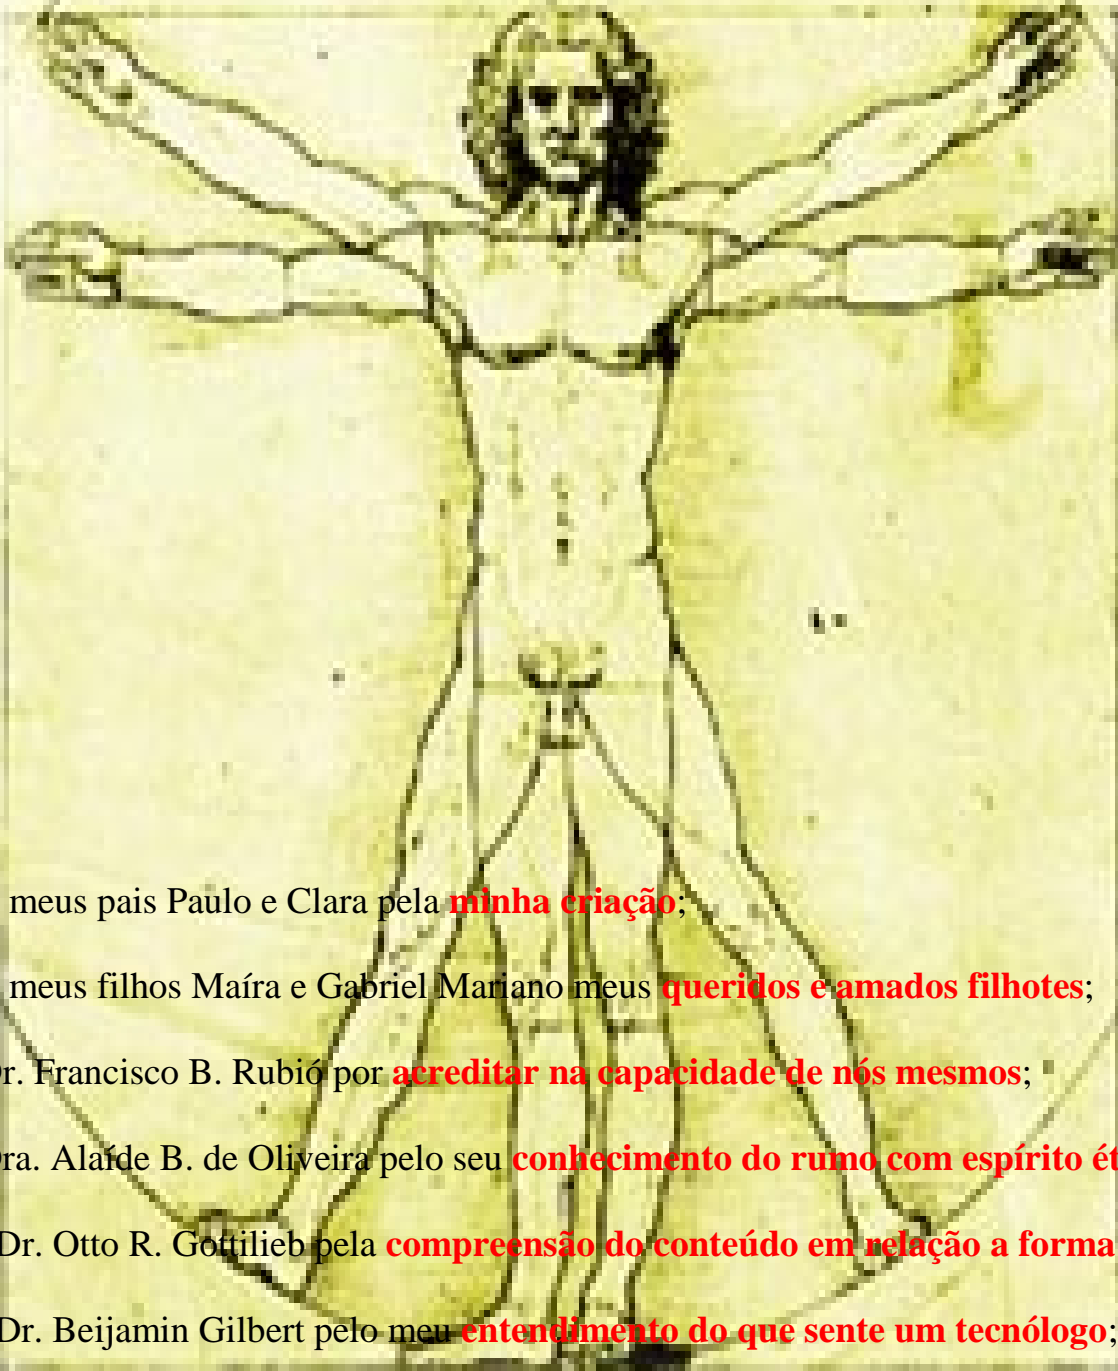 meus pais Paulo e Clara pela minha criação;
meus filhos Maíra e Gabriel Mariano meus queridos e amados filhotes;
Dr. Francisco B. Rubió por acreditar na capacidade de nós mesmos;
Dra. Alaíde B. de Oliveira pelo seu conhecimento do rumo com espírito ét
Dr. Otto R. Gottilieb pela compreensão do conteúdo em relação a forma
Dr. Beijamin Gilbert pelo meu entendimento do que sente um tecnólogo;